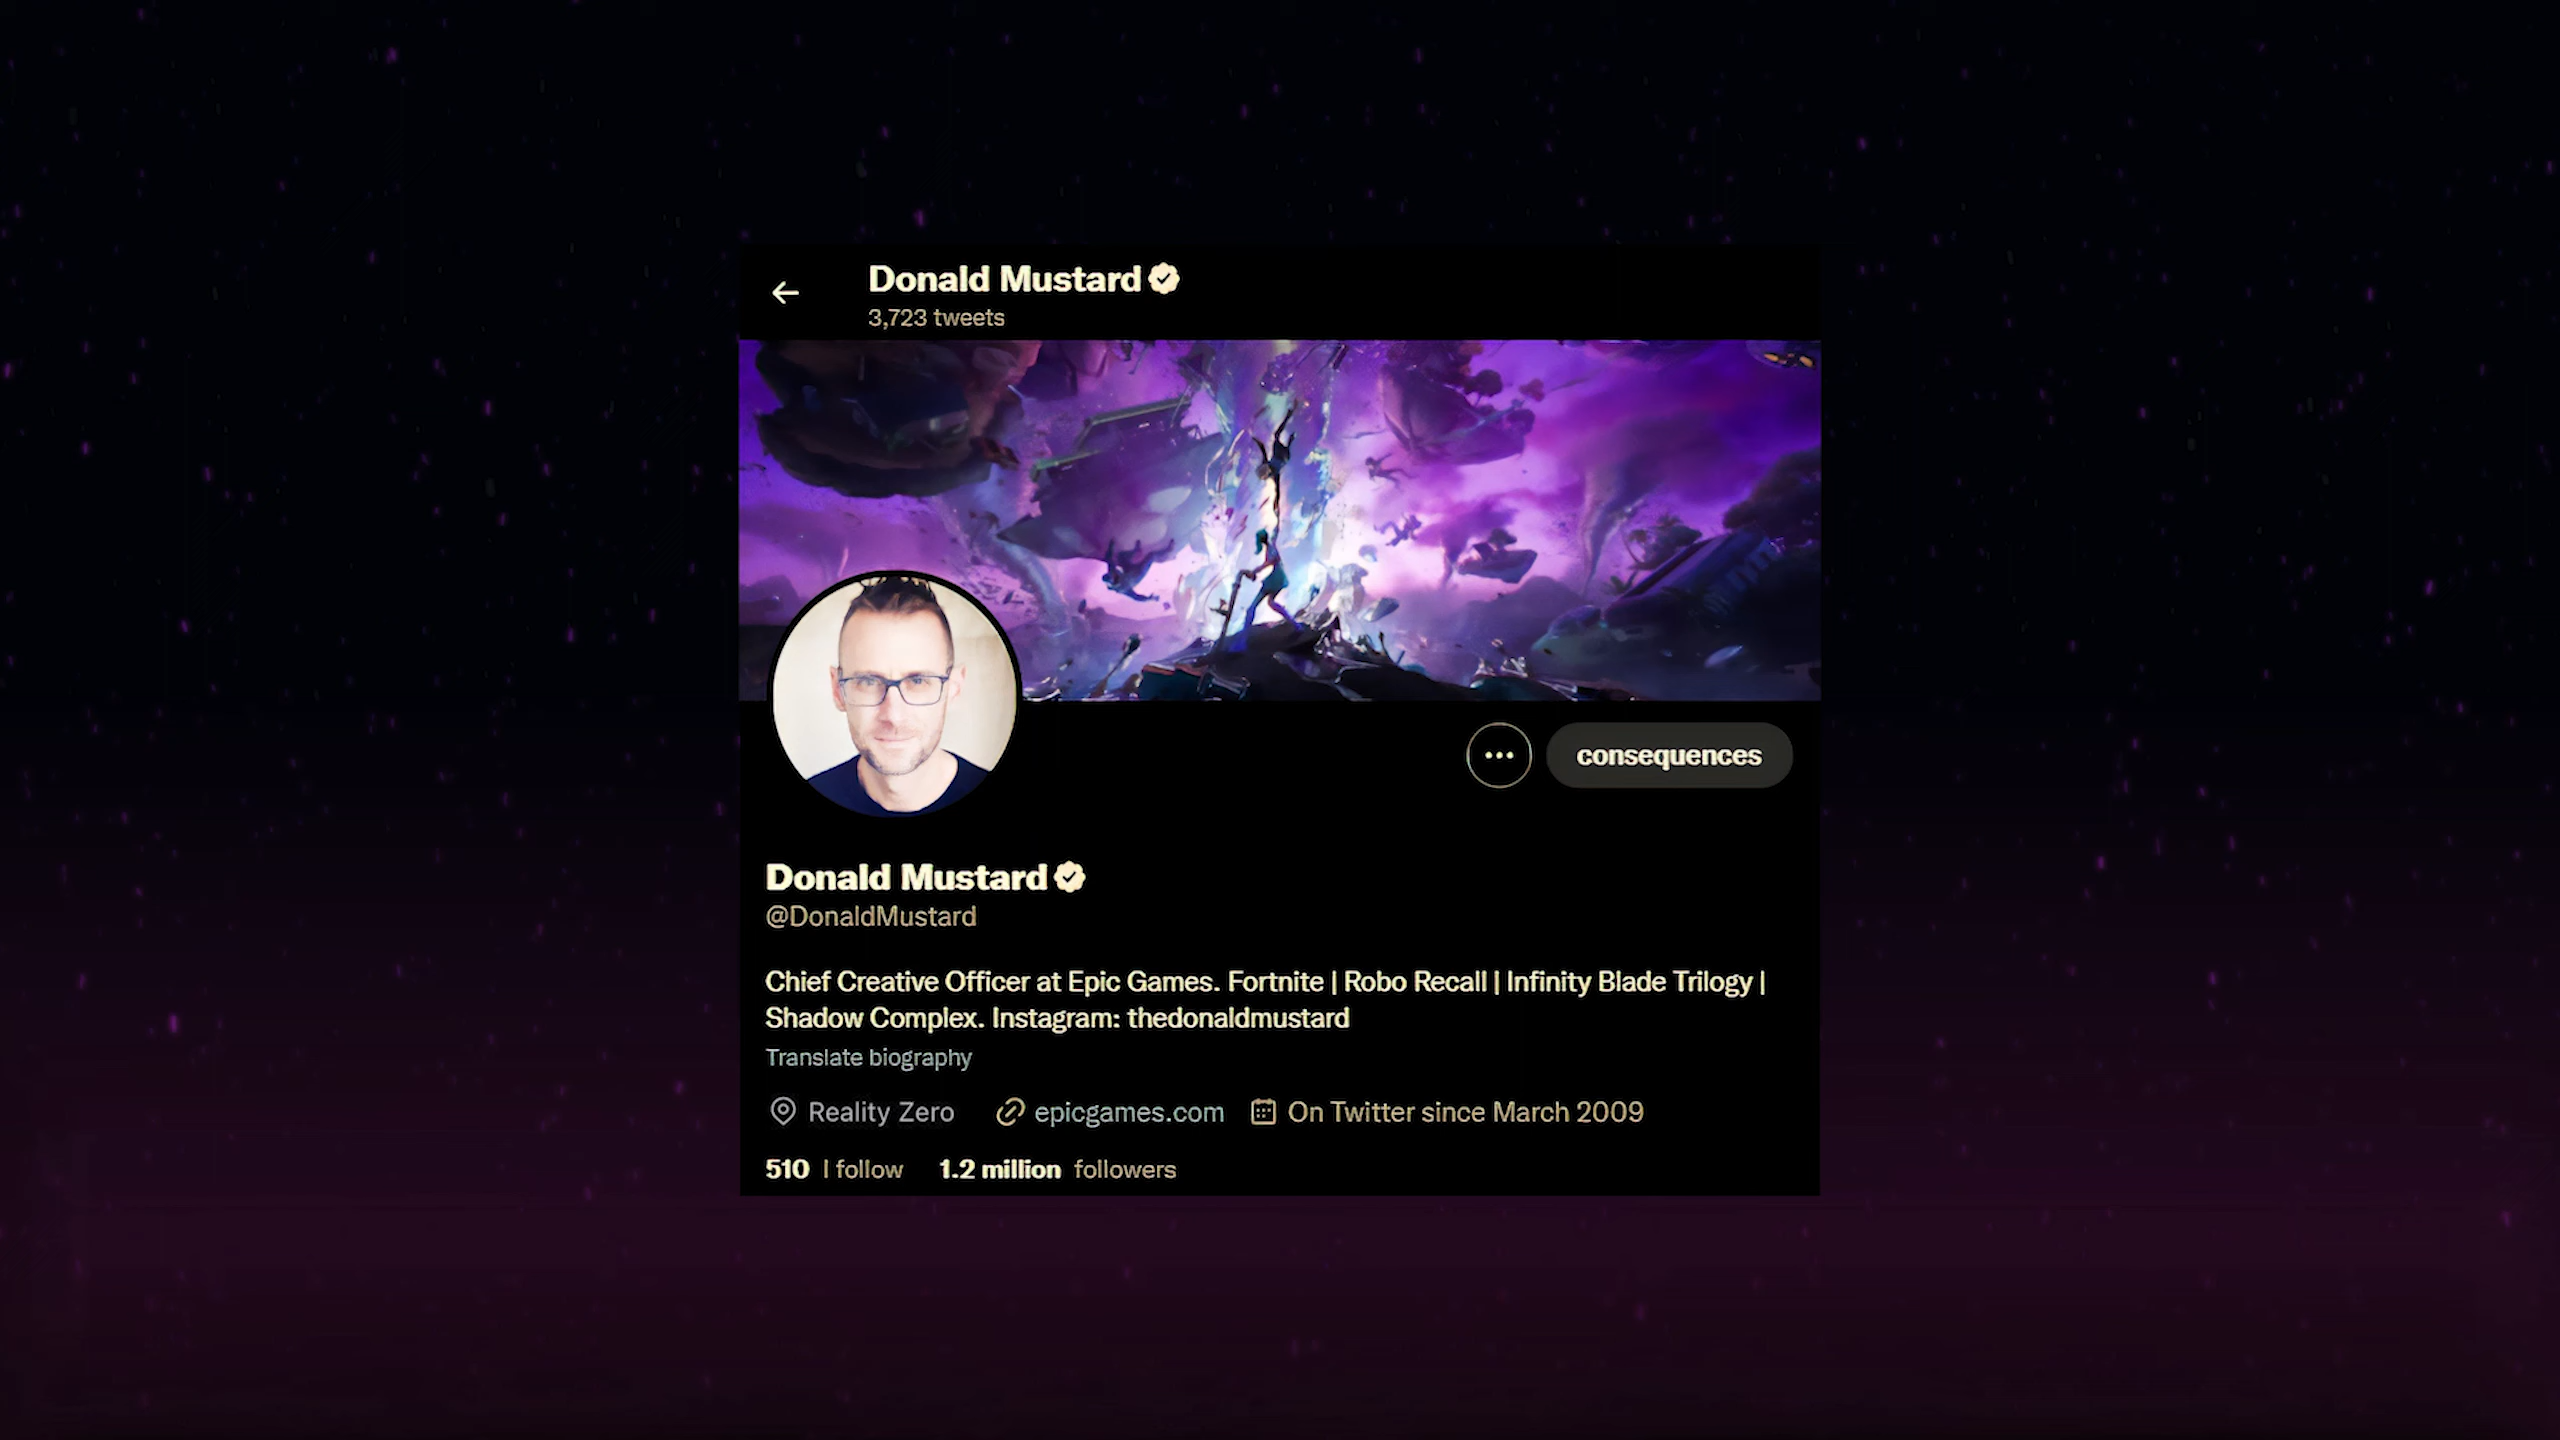 Donald Mustard
3,723 tweets
consequences
Donald Mustard
@DonaldMustard
Chief Creative Officer at Epic Games. Fortnite | Robo Recall | Infinity Blade Trilogy |
Shadow Complex. Instagram: thedonaldmustard
Translate biography
Reality Zero epicgames.com On Twitter since March 2009
510 I follow 1.2 million followers